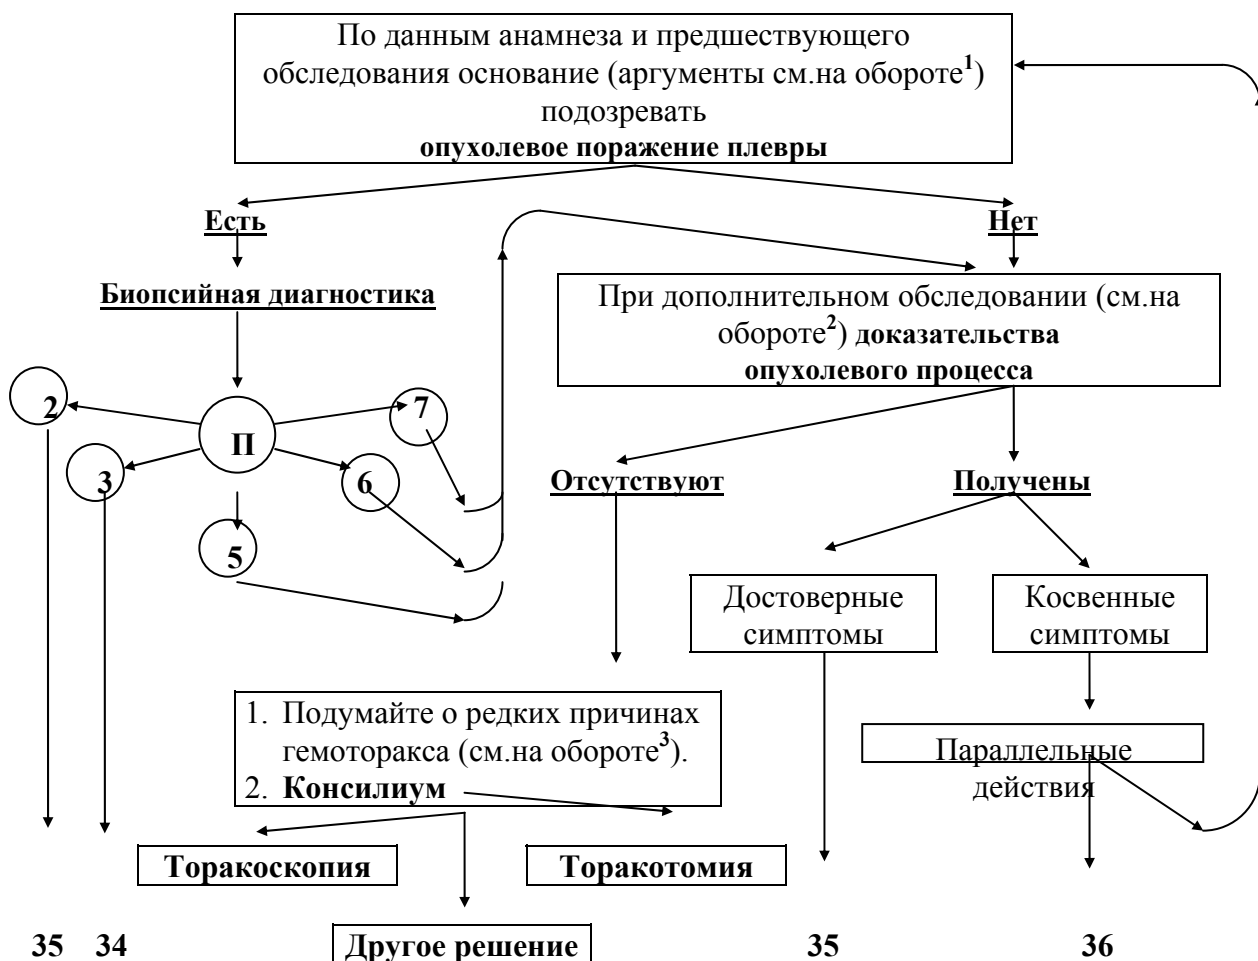 По данным анамнеза и предшествующего
обследования основание (аргументы см.на обороте¹)
подозревать
опухолевое поражение плевры
Есть
Нет
Биопсийная диагностика
При дополнительном обследовании (см.на
обороте²) доказательства
опухолевого процесса
2
7
П
3
6
5
Отсутствуют
Получены
Достоверные
симптомы
Косвенные
симптомы
1. Подумайте о редких причинах
гемоторакса (см.на обороте³).
2. Консилиум
Параллельные
действия
Торакоскопия
Торакотомия
35
34
Другое решение
35
36